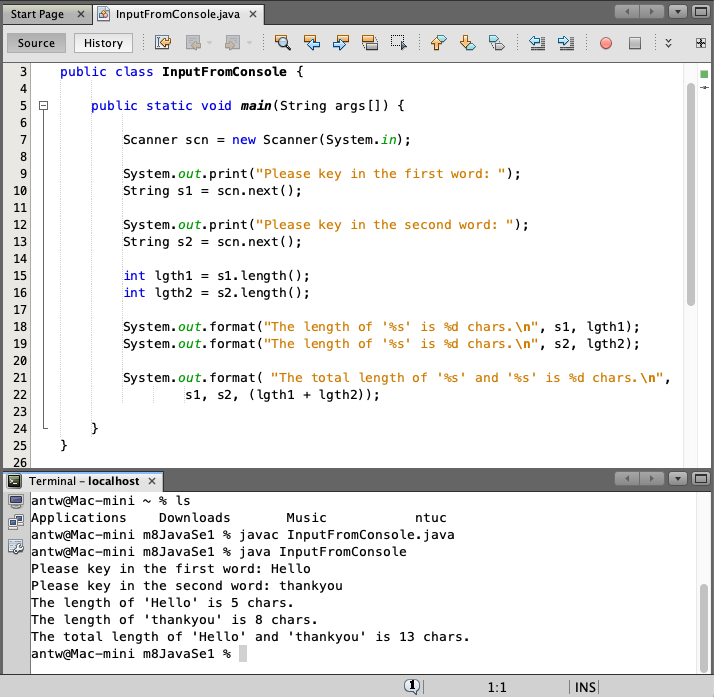 Start Page × InputFromConsole.java ×
Source History
3 public class InputFromConsole {
4
5 public static void main(String args[]) {
6
7 Scanner scn = new Scanner(System.in);
8
9 System.out.print("Please key in the first word: ");
10 String s1 = scn.next();
11
12 System.out.print("Please key in the second word: ");
13 String s2 = scn.next();
14
15 int lgth1 = s1.length();
16 int lgth2 = s2.length();
17
18 System.out.format("The length of '%s' is %d chars.\n", s1, lgth1);
19 System.out.format("The length of '%s' is %d chars.\n", s2, lgth2);
20
21 System.out.format( "The total length of '%s' and '%s' is %d chars.\n",
22 s1, s2, (lgth1 + lgth2));
23
24 }
25 }
26
Terminal – localhost ×
antw@Mac-mini ~ % ls
Applications Downloads Music ntuc
antw@Mac-mini m8JavaSe1 % javac InputFromConsole.java
antw@Mac-mini m8JavaSe1 % java InputFromConsole
Please key in the first word: Hello
Please key in the second word: thankyou
The length of 'Hello' is 5 chars.
The length of 'thankyou' is 8 chars.
The total length of 'Hello' and 'thankyou' is 13 chars.
antw@Mac-mini m8JavaSe1 %
1 1:1 INS